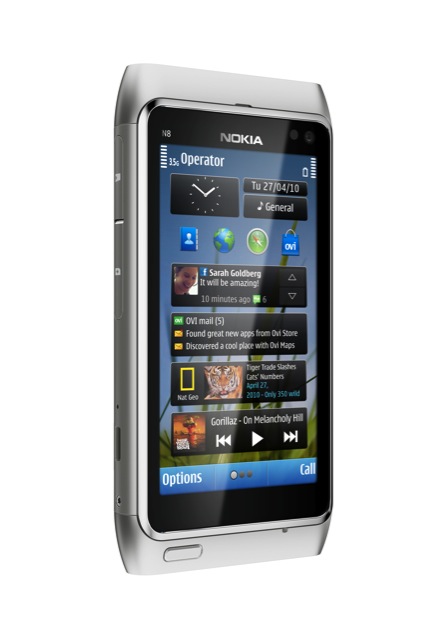 N8
NOKIA
3.5G Operator
Tu 27/04/10
General
ovi
f Sarah Goldberg
It will be amazing!
10 minutes ago 6
OVI mail (5)
Found great new apps from Ovi Store
Discovered a cool place with Ovi Maps
Tiger Trade Slashes
Cats' Numbers
April 27,
2010 - Only 350 wild
Nat Geo
Gorillaz - On Melancholy Hill
Options
Call